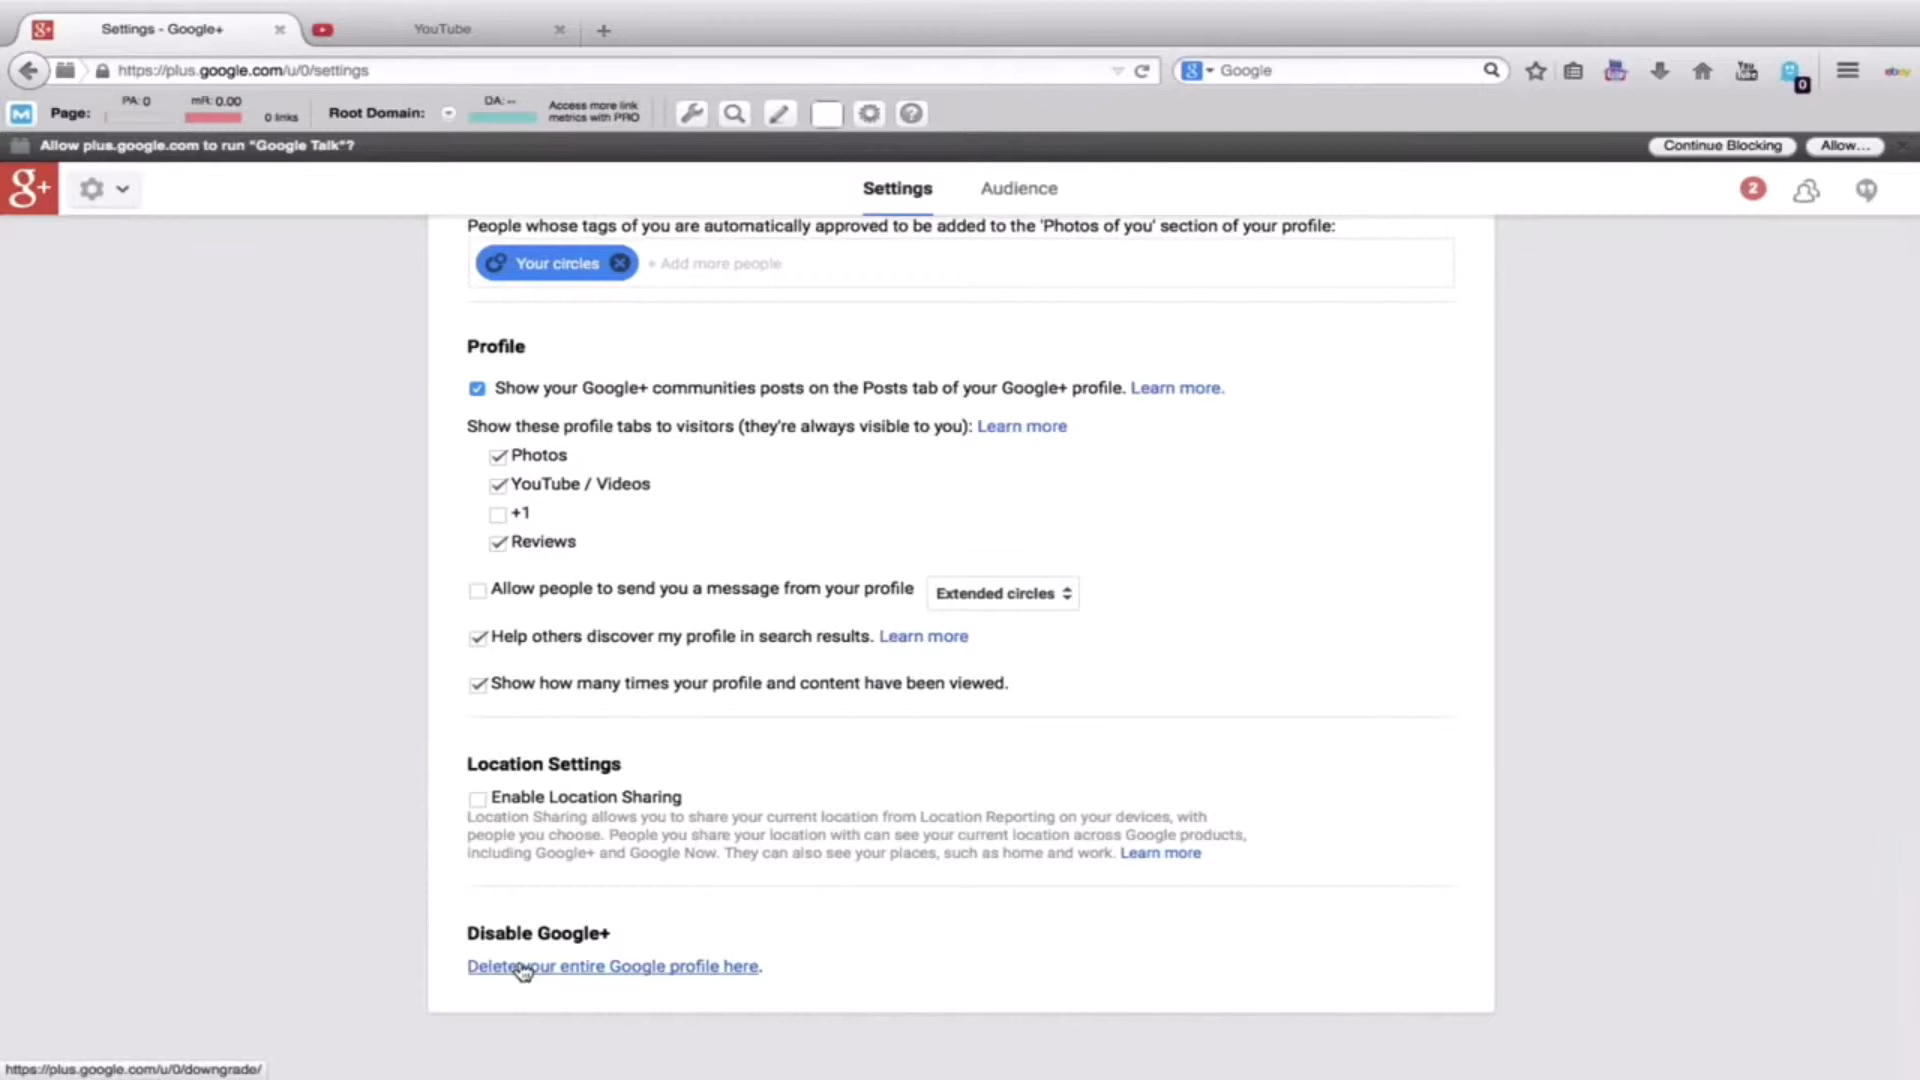 Settings - Google+
YouTube
https://plus.google.com/u/0/settings
Google
0
ebay
Page:
PA: 0
mR: 0.00
0 links
Root Domain:
DA: --
Access more link
metrics with PRO
Allow plus.google.com to run "Google Talk"?
Continue Blocking
Allow...
g+
Settings
Audience
2
People whose tags of you are automatically approved to be added to the 'Photos of you' section of your profile:
Your circles
+ Add more people
Profile
Show your Google+ communities posts on the Posts tab of your Google+ profile. Learn more.
Show these profile tabs to visitors (they're always visible to you): Learn more
Photos
YouTube / Videos
+1
Reviews
Allow people to send you a message from your profile
Extended circles
Help others discover my profile in search results. Learn more
Show how many times your profile and content have been viewed.
Location Settings
Enable Location Sharing
Location Sharing allows you to share your current location from Location Reporting on your devices, with
people you choose. People you share your location with can see your current location across Google products,
including Google+ and Google Now. They can also see your places, such as home and work. Learn more
Disable Google+
Delete your entire Google profile here.
https://plus.google.com/u/0/downgrade/